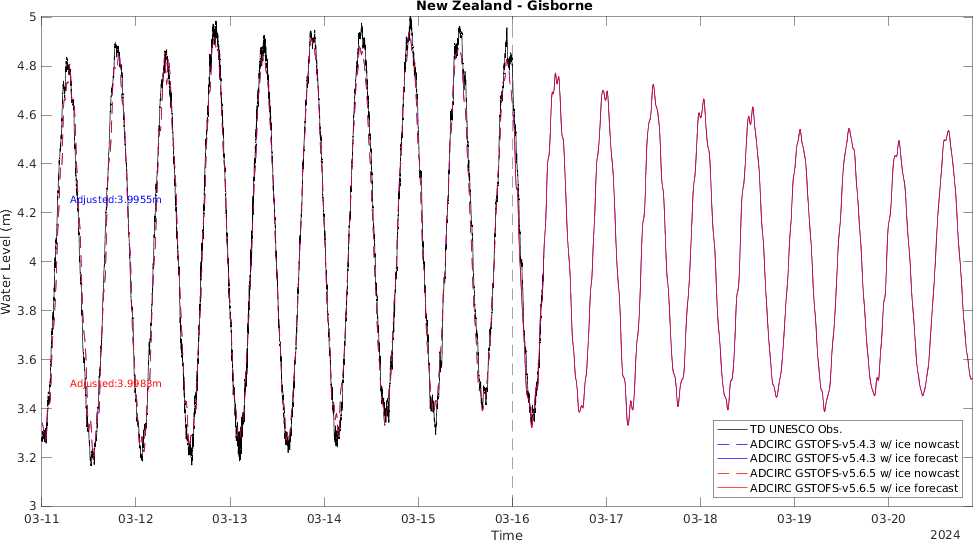 New Zealand - Gisborne
Water Level (m)
5
4.8
4.6
4.4
4.2
4
3.8
3.6
3.4
3.2
3
Adjusted:3.9955m
Adjusted:3.9983m
TD UNESCO Obs.
ADCIRC GSTOFS-v5.4.3 w/ ice nowcast
ADCIRC GSTOFS-v5.4.3 w/ ice forecast
ADCIRC GSTOFS-v5.6.5 w/ ice nowcast
ADCIRC GSTOFS-v5.6.5 w/ ice forecast
03-11 03-12 03-13 03-14 03-15 03-16 03-17 03-18 03-19 03-20
Time
2024